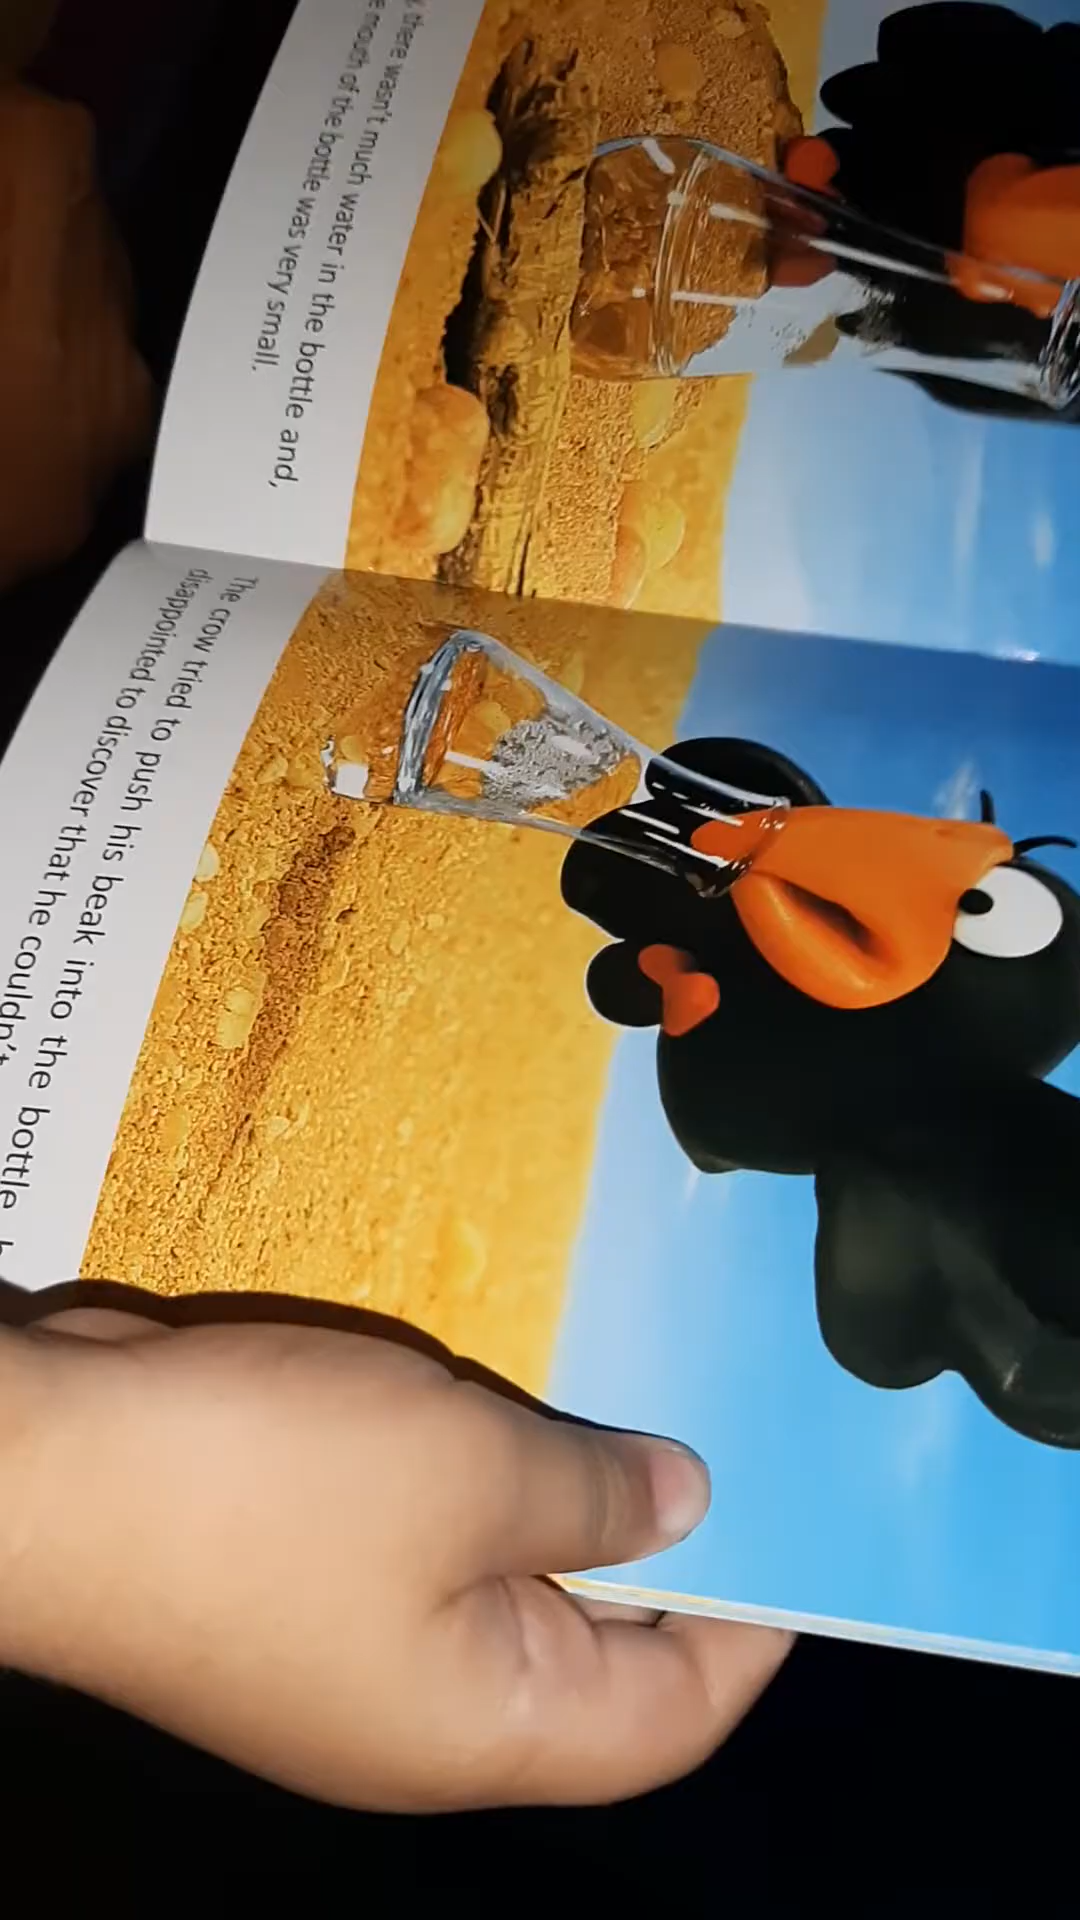 there wasn't much water in the bottle and,
mouth of the bottle was very small.
The crow tried to push his beak into the bottle
disappointed to discover that he couldn't